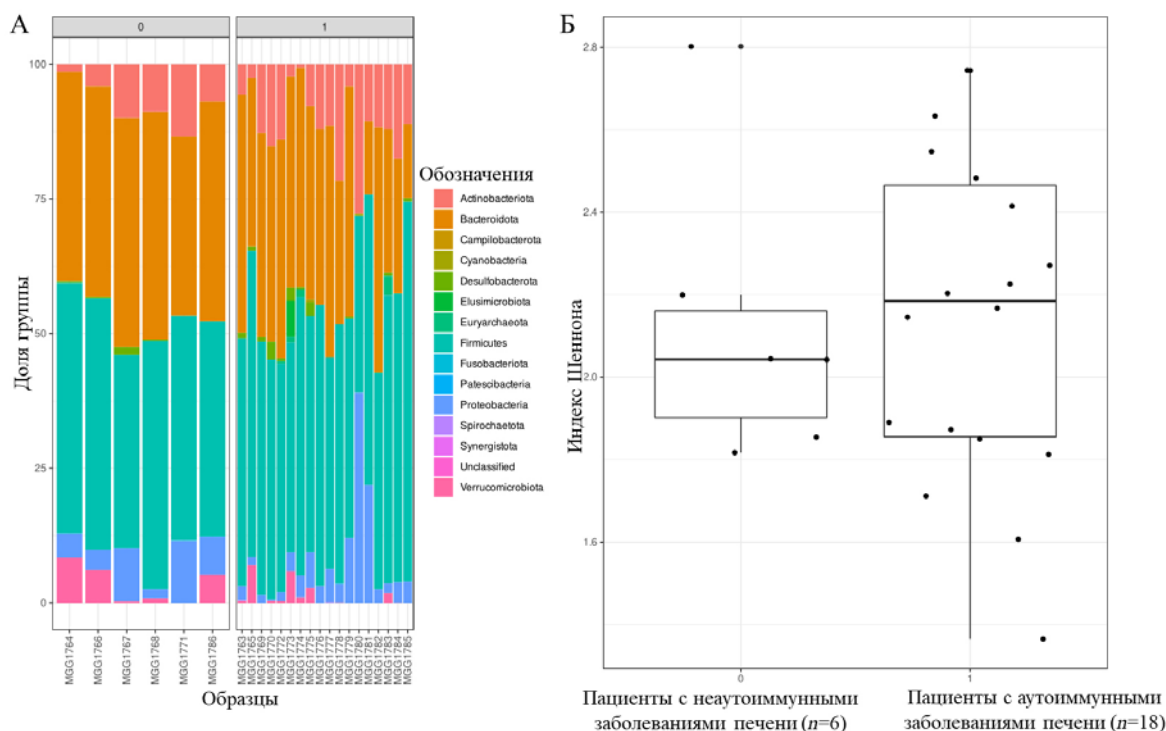 А
0
1
100
75
50
25
0
Доля группы
MGG1764
MGG1766
MGG1767
MGG1768
MGG1771
MGG1786
MGG1763
MGG1765
MGG1769
MGG1770
MGG1772
MGG1773
MGG1774
MGG1775
MGG1776
MGG1777
MGG1778
MGG1779
MGG1780
MGG1781
MGG1782
MGG1783
MGG1784
MGG1785
Образцы
Обозначения
Actinobacteriota
Bacteroidota
Campilobacterota
Cyanobacteria
Desulfobacterota
Elusimicrobiota
Euryarchaeota
Firmicutes
Fusobacteriota
Patescibacteria
Proteobacteria
Spirochaetota
Synergistota
Unclassified
Verrucomicrobiota
Б
2.8
2.4
2.0
1.6
Индекс Шеннона
0
1
Пациенты с неаутоиммунными
заболеваниями печени (n=6)
Пациенты с аутоиммунными
заболеваниями печени (n=18)